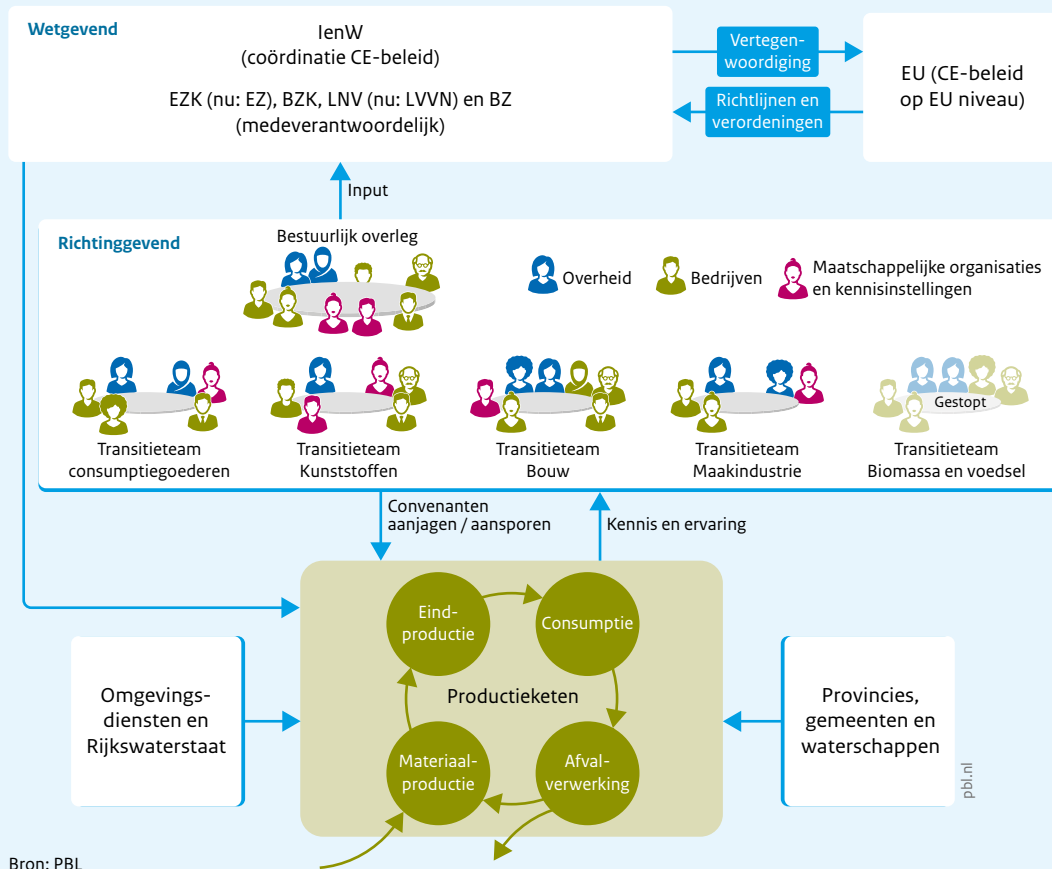 Wetgevend
IenW
(coördinatie CE-beleid)
EZK (nu: EZ), BZK, LNV (nu: LVVN) en BZ
(medeverantwoordelijk)
Vertegen-
woordiging
Richtlijnen en
verordeningen
EU (CE-beleid
op EU niveau)
Input
Richtinggevend
Bestuurlijk overleg
Overheid
Bedrijven
Maatschappelijke organisaties
en kennisinstellingen
Transitieteam
consumptiegoederen
Transitieteam
Kunststoffen
Transitieteam
Bouw
Transitieteam
Maakindustrie
Gestopt
Transitieteam
Biomassa en voedsel
Convenanten
aanjagen / aansporen
Kennis en ervaring
Eind-
productie
Consumptie
Productieketen
Materiaal-
productie
Afval-
verwerking
Omgevings-
diensten en
Rijkswaterstaat
Provincies,
gemeenten en
waterschappen
pbl.nl
Bron: PBL